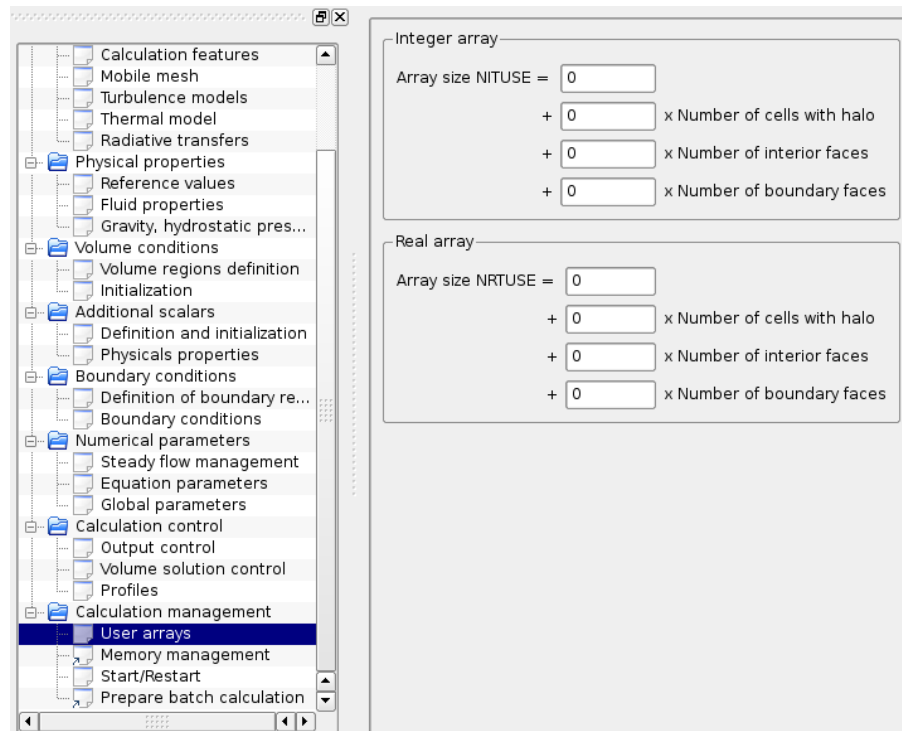 Calculation features
Mobile mesh
Turbulence models
Thermal model
Radiative transfers
Physical properties
Reference values
Fluid properties
Gravity, hydrostatic pres...
Volume conditions
Volume regions definition
Initialization
Additional scalars
Definition and initialization
Physicals properties
Boundary conditions
Definition of boundary re...
Boundary conditions
Numerical parameters
Steady flow management
Equation parameters
Global parameters
Calculation control
Output control
Volume solution control
Profiles
Calculation management
User arrays
Memory management
Start/Restart
Prepare batch calculation
Integer array
Array size NITUSE = 0
+ 0 x Number of cells with halo
+ 0 x Number of interior faces
+ 0 x Number of boundary faces
Real array
Array size NRTUSE = 0
+ 0 x Number of cells with halo
+ 0 x Number of interior faces
+ 0 x Number of boundary faces